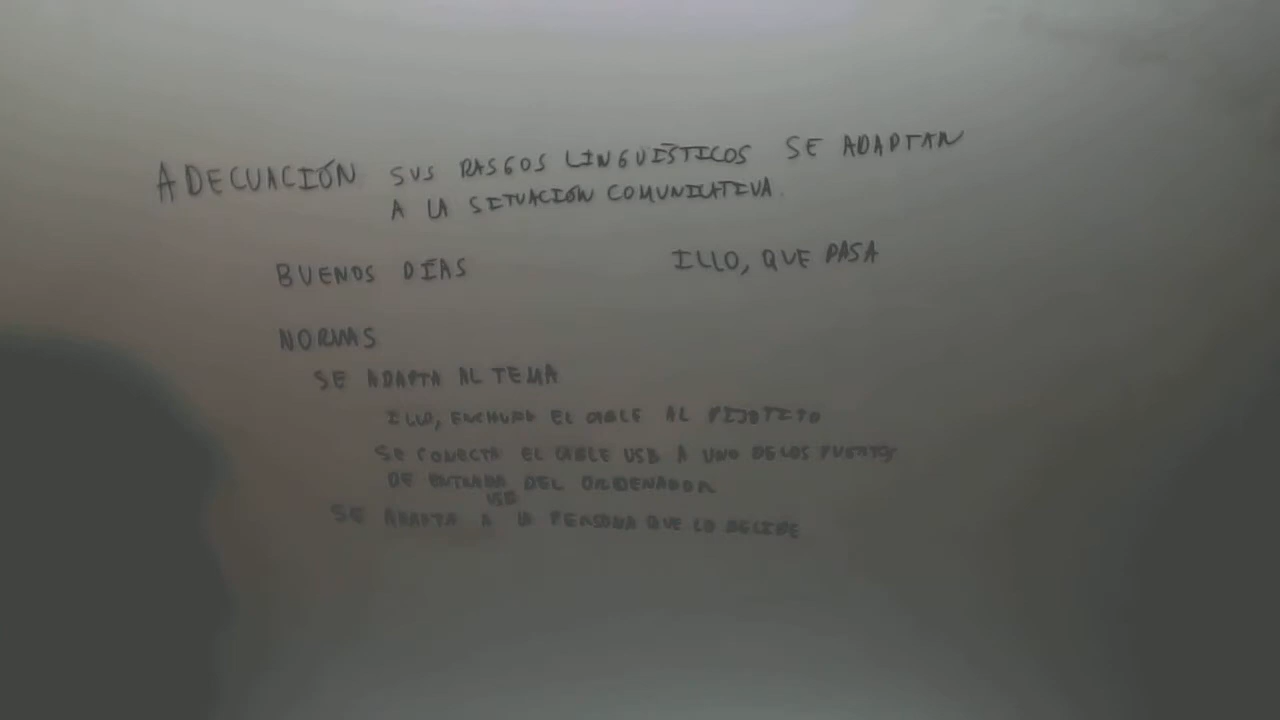 ADECUACIÓN SUS RASGOS LINGUÍSTICOS SE ADAPTAN
A LA SITUACIÓN COMUNICATIVA.
BUENOS DÍAS ILLO, QUE PASA
NORMAS
SE ADAPTA AL TEMA
ILLO, ENCHUFA EL CABLE AL PIJOTITO
SE CONECTA EL CABLE USB A UNO DE LOS PUERTOS
DE ENTRADA DEL ORDENADOR
USB
SE ADAPTA A LA PERSONA QUE LO RECIBE